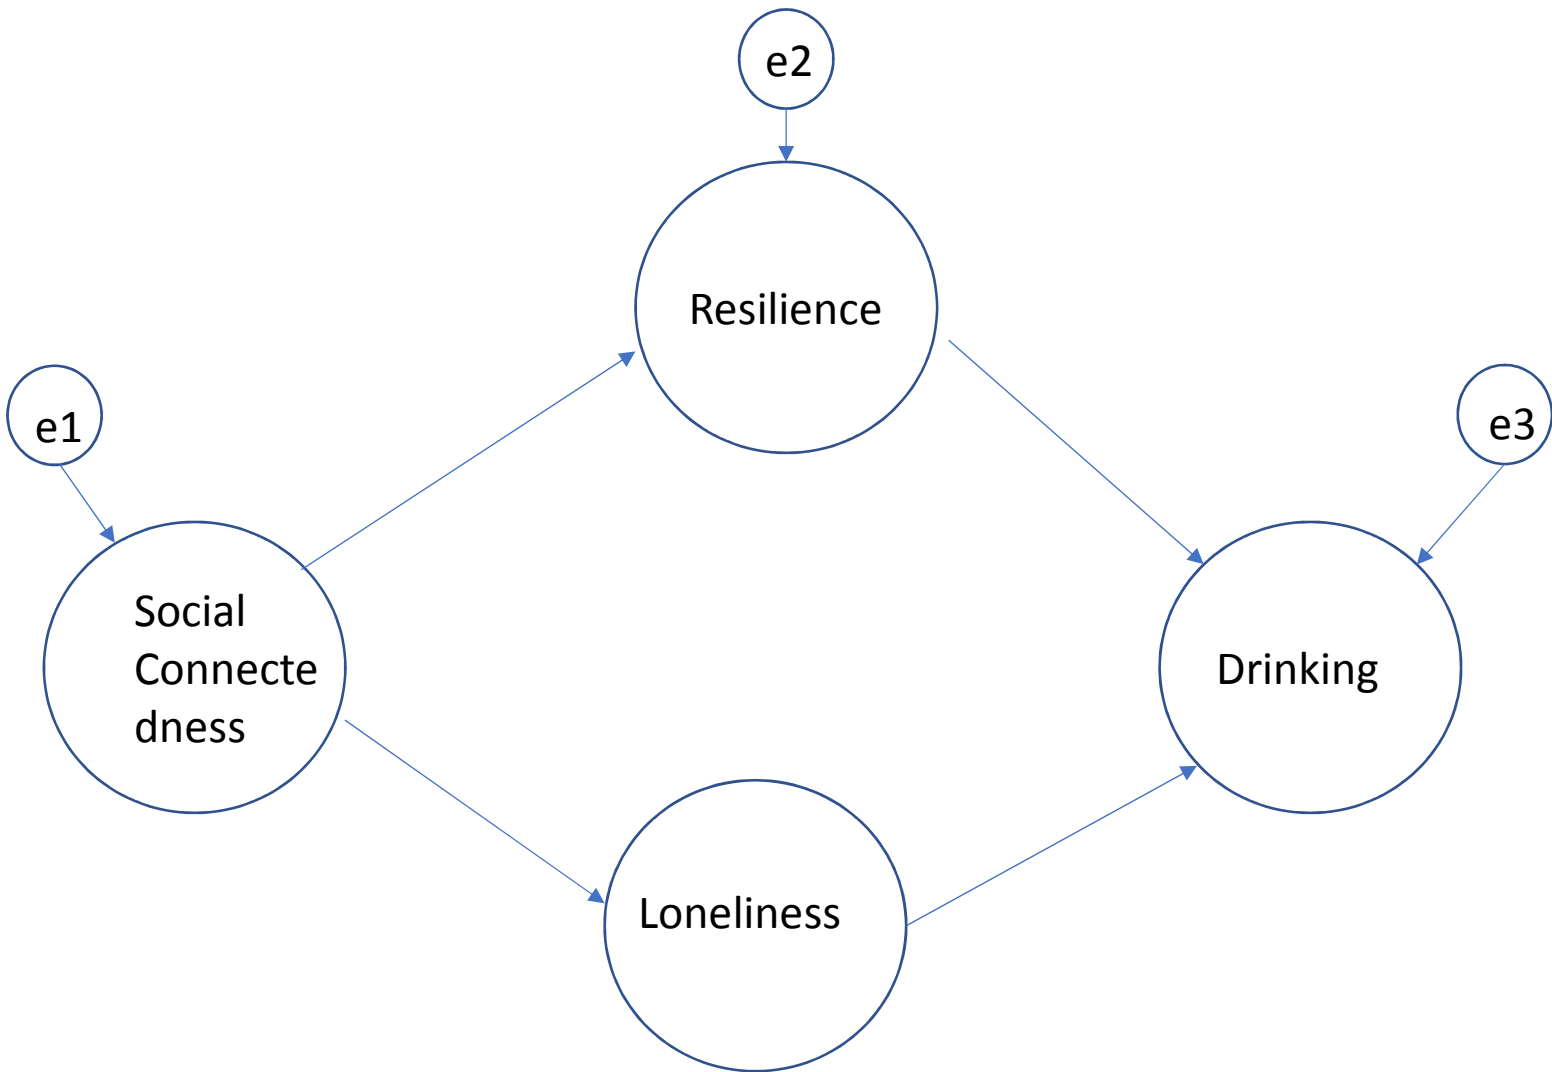 e2
Resilience
e1
e3
Social
Connecte
dness
Drinking
Loneliness